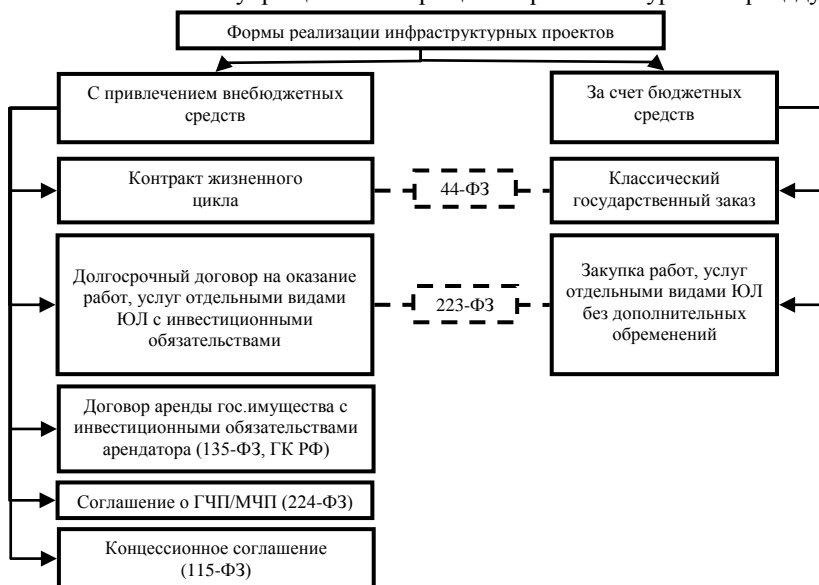 Формы реализации инфраструктурных проектов
С привлечением внебюджетных
средств
За счет бюджетных
средств
Контракт жизненного
цикла
44-ФЗ
Классический
государственный заказ
Долгосрочный договор на оказание
работ, услуг отдельными видами
ЮЛ с инвестиционными
обязательствами
223-ФЗ
Закупка работ, услуг
отдельными видами ЮЛ
без дополнительных
обременений
Договор аренды гос.имущества с
инвестиционными обязательствами
арендатора (135-ФЗ, ГК РФ)
Соглашение о ГЧП/МЧП (224-ФЗ)
Концессионное соглашение
(115-ФЗ)